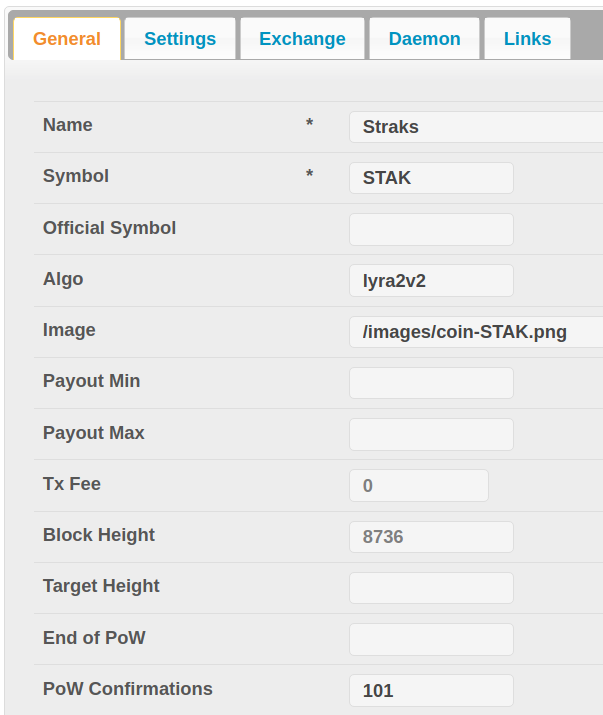 General Settings Exchange Daemon Links
Name * Straks
Symbol * STAK
Official Symbol
Algo lyra2v2
Image /images/coin-STAK.png
Payout Min
Payout Max
Tx Fee 0
Block Height 8736
Target Height
End of PoW
PoW Confirmations 101